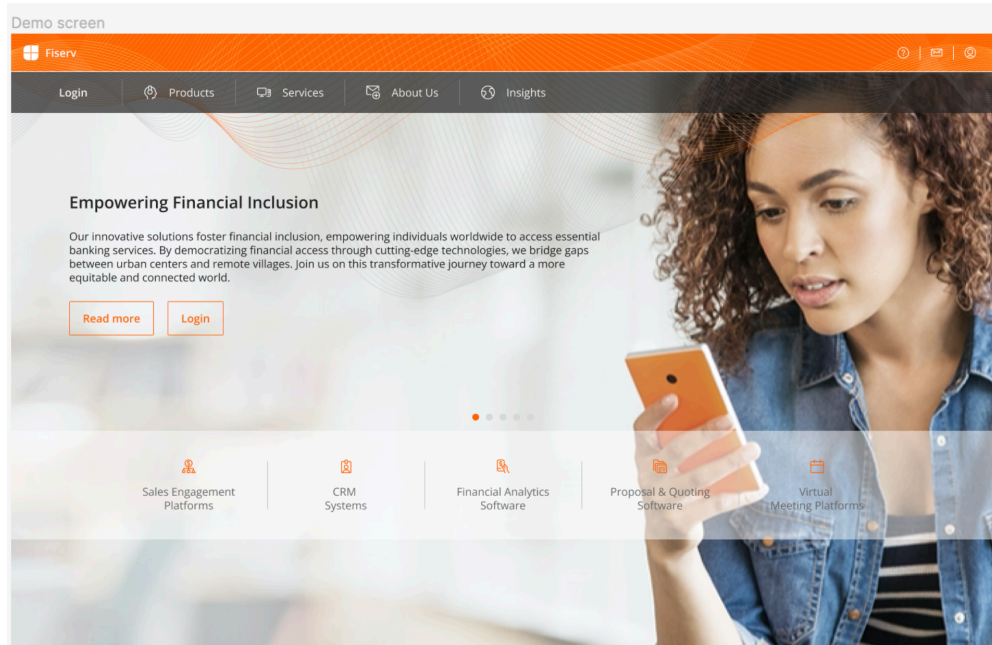 Demo screen
Fiserv
Login
Products
Services
About Us
Insights
Empowering Financial Inclusion
Our innovative solutions foster financial inclusion, empowering individuals worldwide to access essential
banking services. By democratizing financial access through cutting-edge technologies, we bridge gaps
between urban centers and remote villages. Join us on this transformative journey toward a more
equitable and connected world.
Read more
Login
Sales Engagement
Platforms
CRM
Systems
Financial Analytics
Software
Proposal & Quoting
Software
Virtual
Meeting Platforms